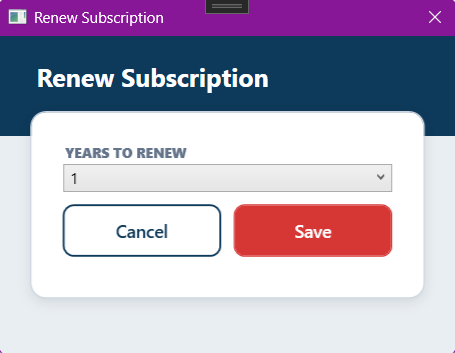 Renew Subscription
Renew Subscription
YEARS TO RENEW
1
Cancel
Save